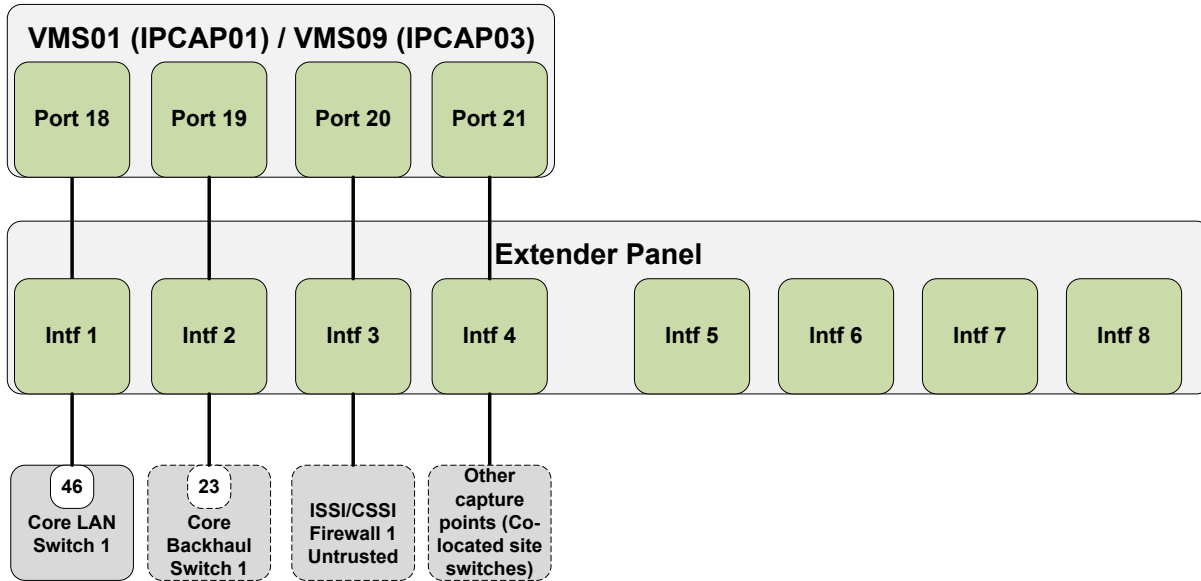 VMS01 (IPCAP01) / VMS09 (IPCAP03)
Port 18
Port 19
Port 20
Port 21
Extender Panel
Intf 1
Intf 2
Intf 3
Intf 4
Intf 5
Intf 6
Intf 7
Intf 8
46
Core LAN
Switch 1
23
Core
Backhaul
Switch 1
ISSI/CSSI
Firewall 1
Untrusted
Other
capture
points (Co-
located site
switches)